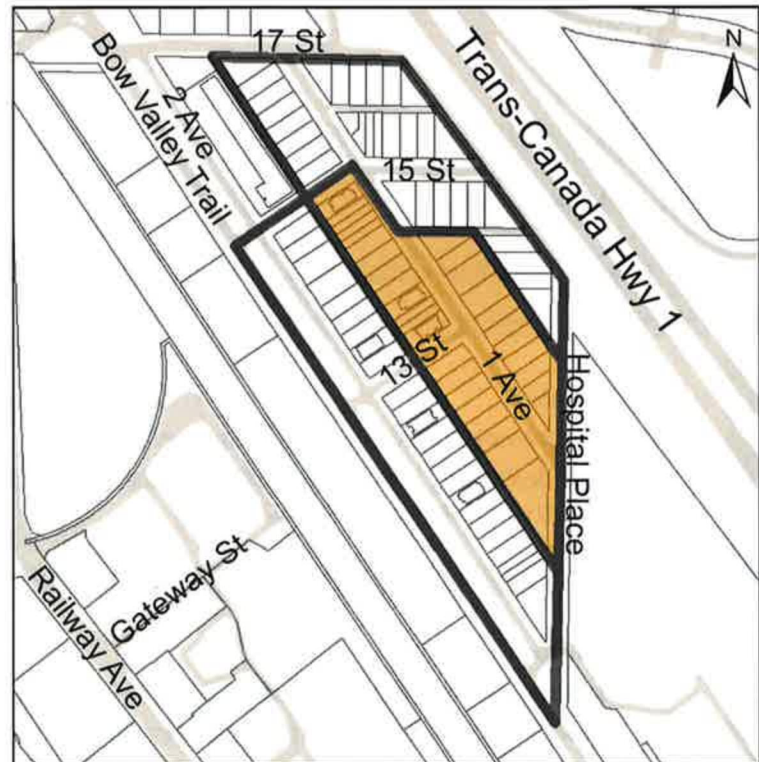 17 St
N
Bow Valley Trail
2 Ave
Trans-Canada Hwy 1
15 St
13 St
1 Ave
Hospital Place
Gateway St
Railway Ave